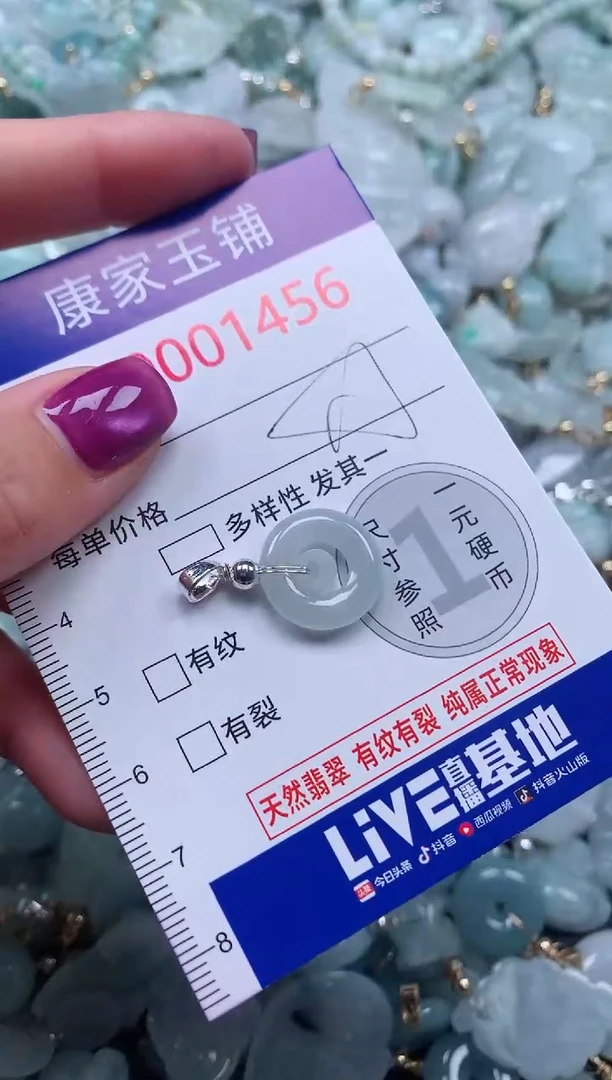 康家玉铺
0001456
每单价格
多样性 发其一
一元硬币
1
尺寸参照
4
5
6
7
8
有纹
有裂
天然翡翠 有纹有裂 纯属正常现象
LiVE直播基地
头条 今日头条 抖音 西瓜视频 抖音火山版